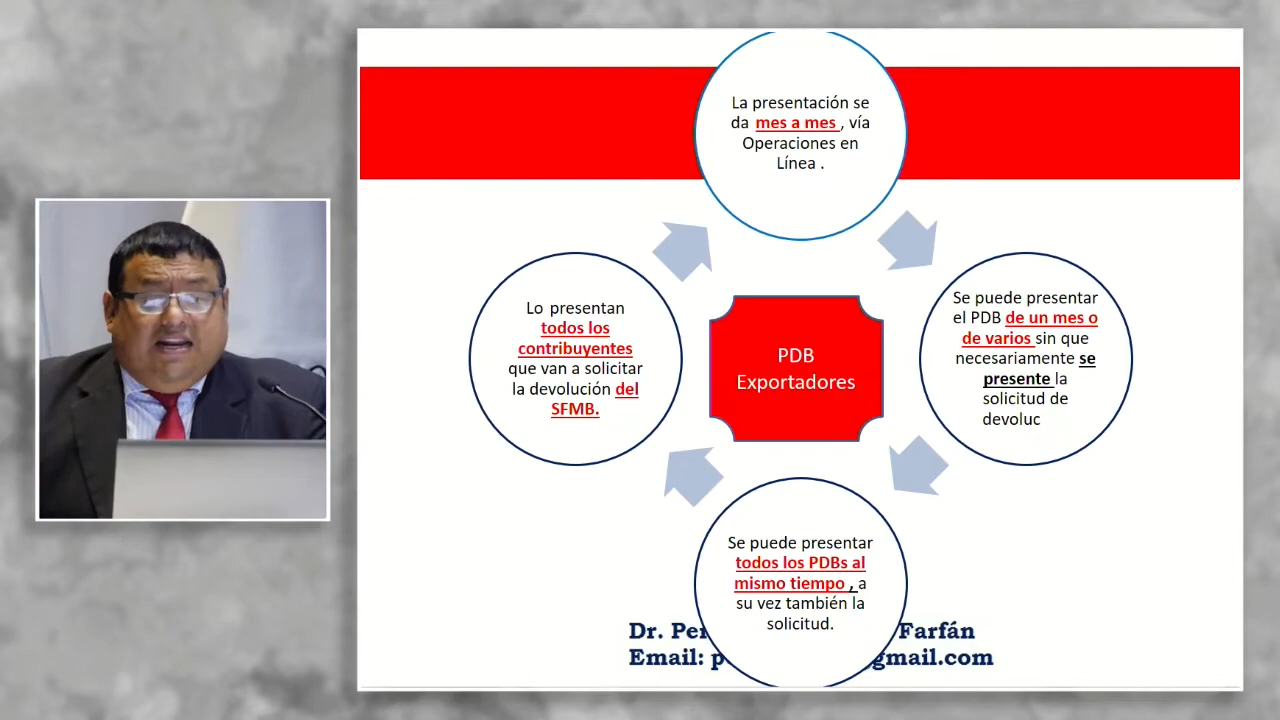 La presentación se
da mes a mes , vía
Operaciones en
Línea .
Se puede presentar
el PDB de un mes o
de varios sin que
necesariamente se
presente la
solicitud de
devoluc
Lo presentan
todos los
contribuyentes
que van a solicitar
la devolución del
SFMB.
PDB
Exportadores
Se puede presentar
todos los PDBs al
mismo tiempo , a
su vez también la
solicitud.
Dr. Farfán
Email: gmail.com